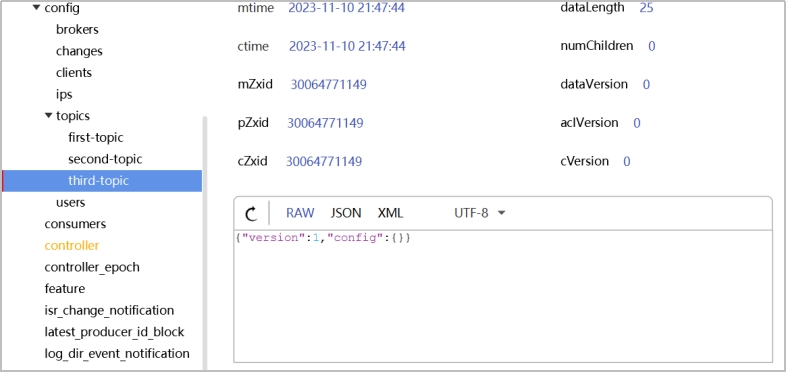 config
brokers
changes
clients
ips
topics
first-topic
second-topic
third-topic
users
consumers
controller
controller_epoch
feature
isr_change_notification
latest_producer_id_block
log_dir_event_notification
mtime 2023-11-10 21:47:44 dataLength 25
ctime 2023-11-10 21:47:44 numChildren 0
mZxid 30064771149 dataVersion 0
pZxid 30064771149 aclVersion 0
cZxid 30064771149 cVersion 0
RAW JSON XML UTF-8
{"version":1,"config":{}}